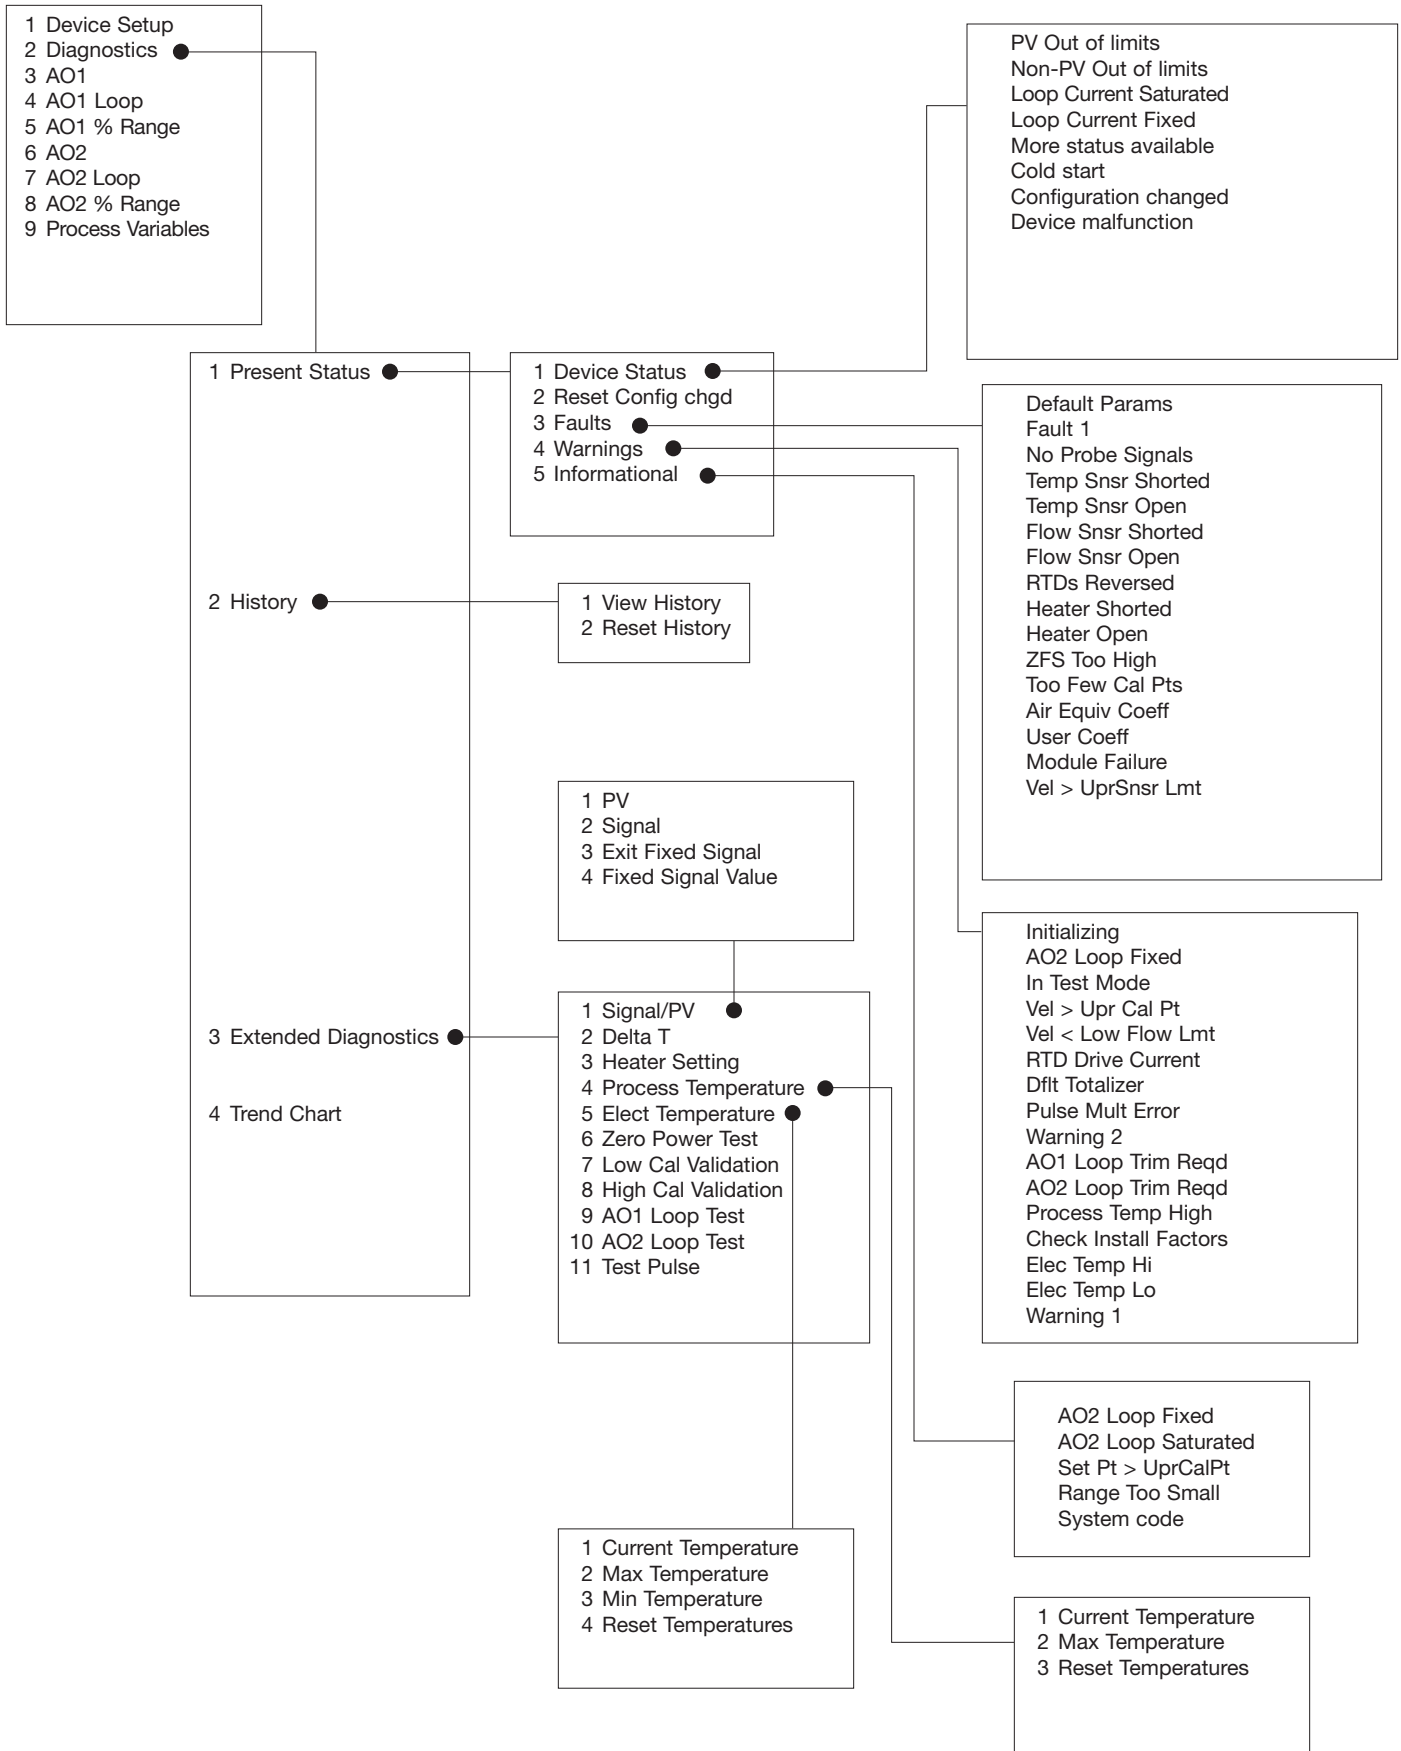 1 Device Setup
2 Diagnostics
3 AO1
4 AO1 Loop
5 AO1 % Range
6 AO2
7 AO2 Loop
8 AO2 % Range
9 Process Variables
PV Out of limits
Non-PV Out of limits
Loop Current Saturated
Loop Current Fixed
More status available
Cold start
Configuration changed
Device malfunction
1 Present Status
2 History
3 Extended Diagnostics
4 Trend Chart
1 Device Status
2 Reset Config chgd
3 Faults
4 Warnings
5 Informational
Default Params
Fault 1
No Probe Signals
Temp Snsr Shorted
Temp Snsr Open
Flow Snsr Shorted
Flow Snsr Open
RTDs Reversed
Heater Shorted
Heater Open
ZFS Too High
Too Few Cal Pts
Air Equiv Coeff
User Coeff
Module Failure
Vel > UprSnsr Lmt
1 View History
2 Reset History
1 PV
2 Signal
3 Exit Fixed Signal
4 Fixed Signal Value
1 Signal/PV
2 Delta T
3 Heater Setting
4 Process Temperature
5 Elect Temperature
6 Zero Power Test
7 Low Cal Validation
8 High Cal Validation
9 AO1 Loop Test
10 AO2 Loop Test
11 Test Pulse
Initializing
AO2 Loop Fixed
In Test Mode
Vel > Upr Cal Pt
Vel < Low Flow Lmt
RTD Drive Current
Dflt Totalizer
Pulse Mult Error
Warning 2
AO1 Loop Trim Reqd
AO2 Loop Trim Reqd
Process Temp High
Check Install Factors
Elec Temp Hi
Elec Temp Lo
Warning 1
AO2 Loop Fixed
AO2 Loop Saturated
Set Pt > UprCalPt
Range Too Small
System code
1 Current Temperature
2 Max Temperature
3 Min Temperature
4 Reset Temperatures
1 Current Temperature
2 Max Temperature
3 Reset Temperatures